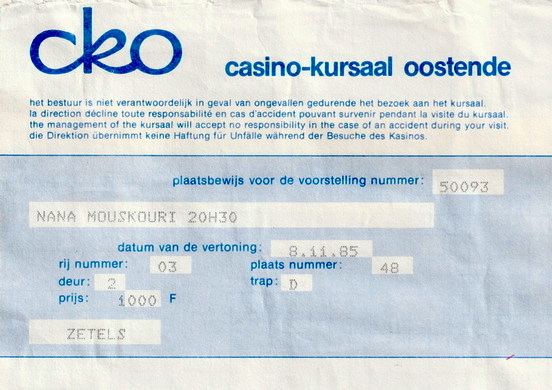 cko
casino-kursaal oostende
het bestuur is niet verantwoordelijk in geval van ongevallen gedurende het bezoek aan het kursaal.
la direction décline toute responsabilité en cas d'accident pouvant survenir pendant la visite du kursaal.
the management of the kursaal will accept no responsibility in the case of an accident during your visit.
die Direktion übernimmt keine Haftung für Unfälle während der Besuche des Kasinos.
plaatsbewijs voor de voorstelling nummer: 50093
NANA MOUSKOURI 20H30
datum van de vertoning: 8.11.85
rij nummer: 03 plaats nummer: 48
deur: 2 trap: D
prijs: 1000 F
ZETELS